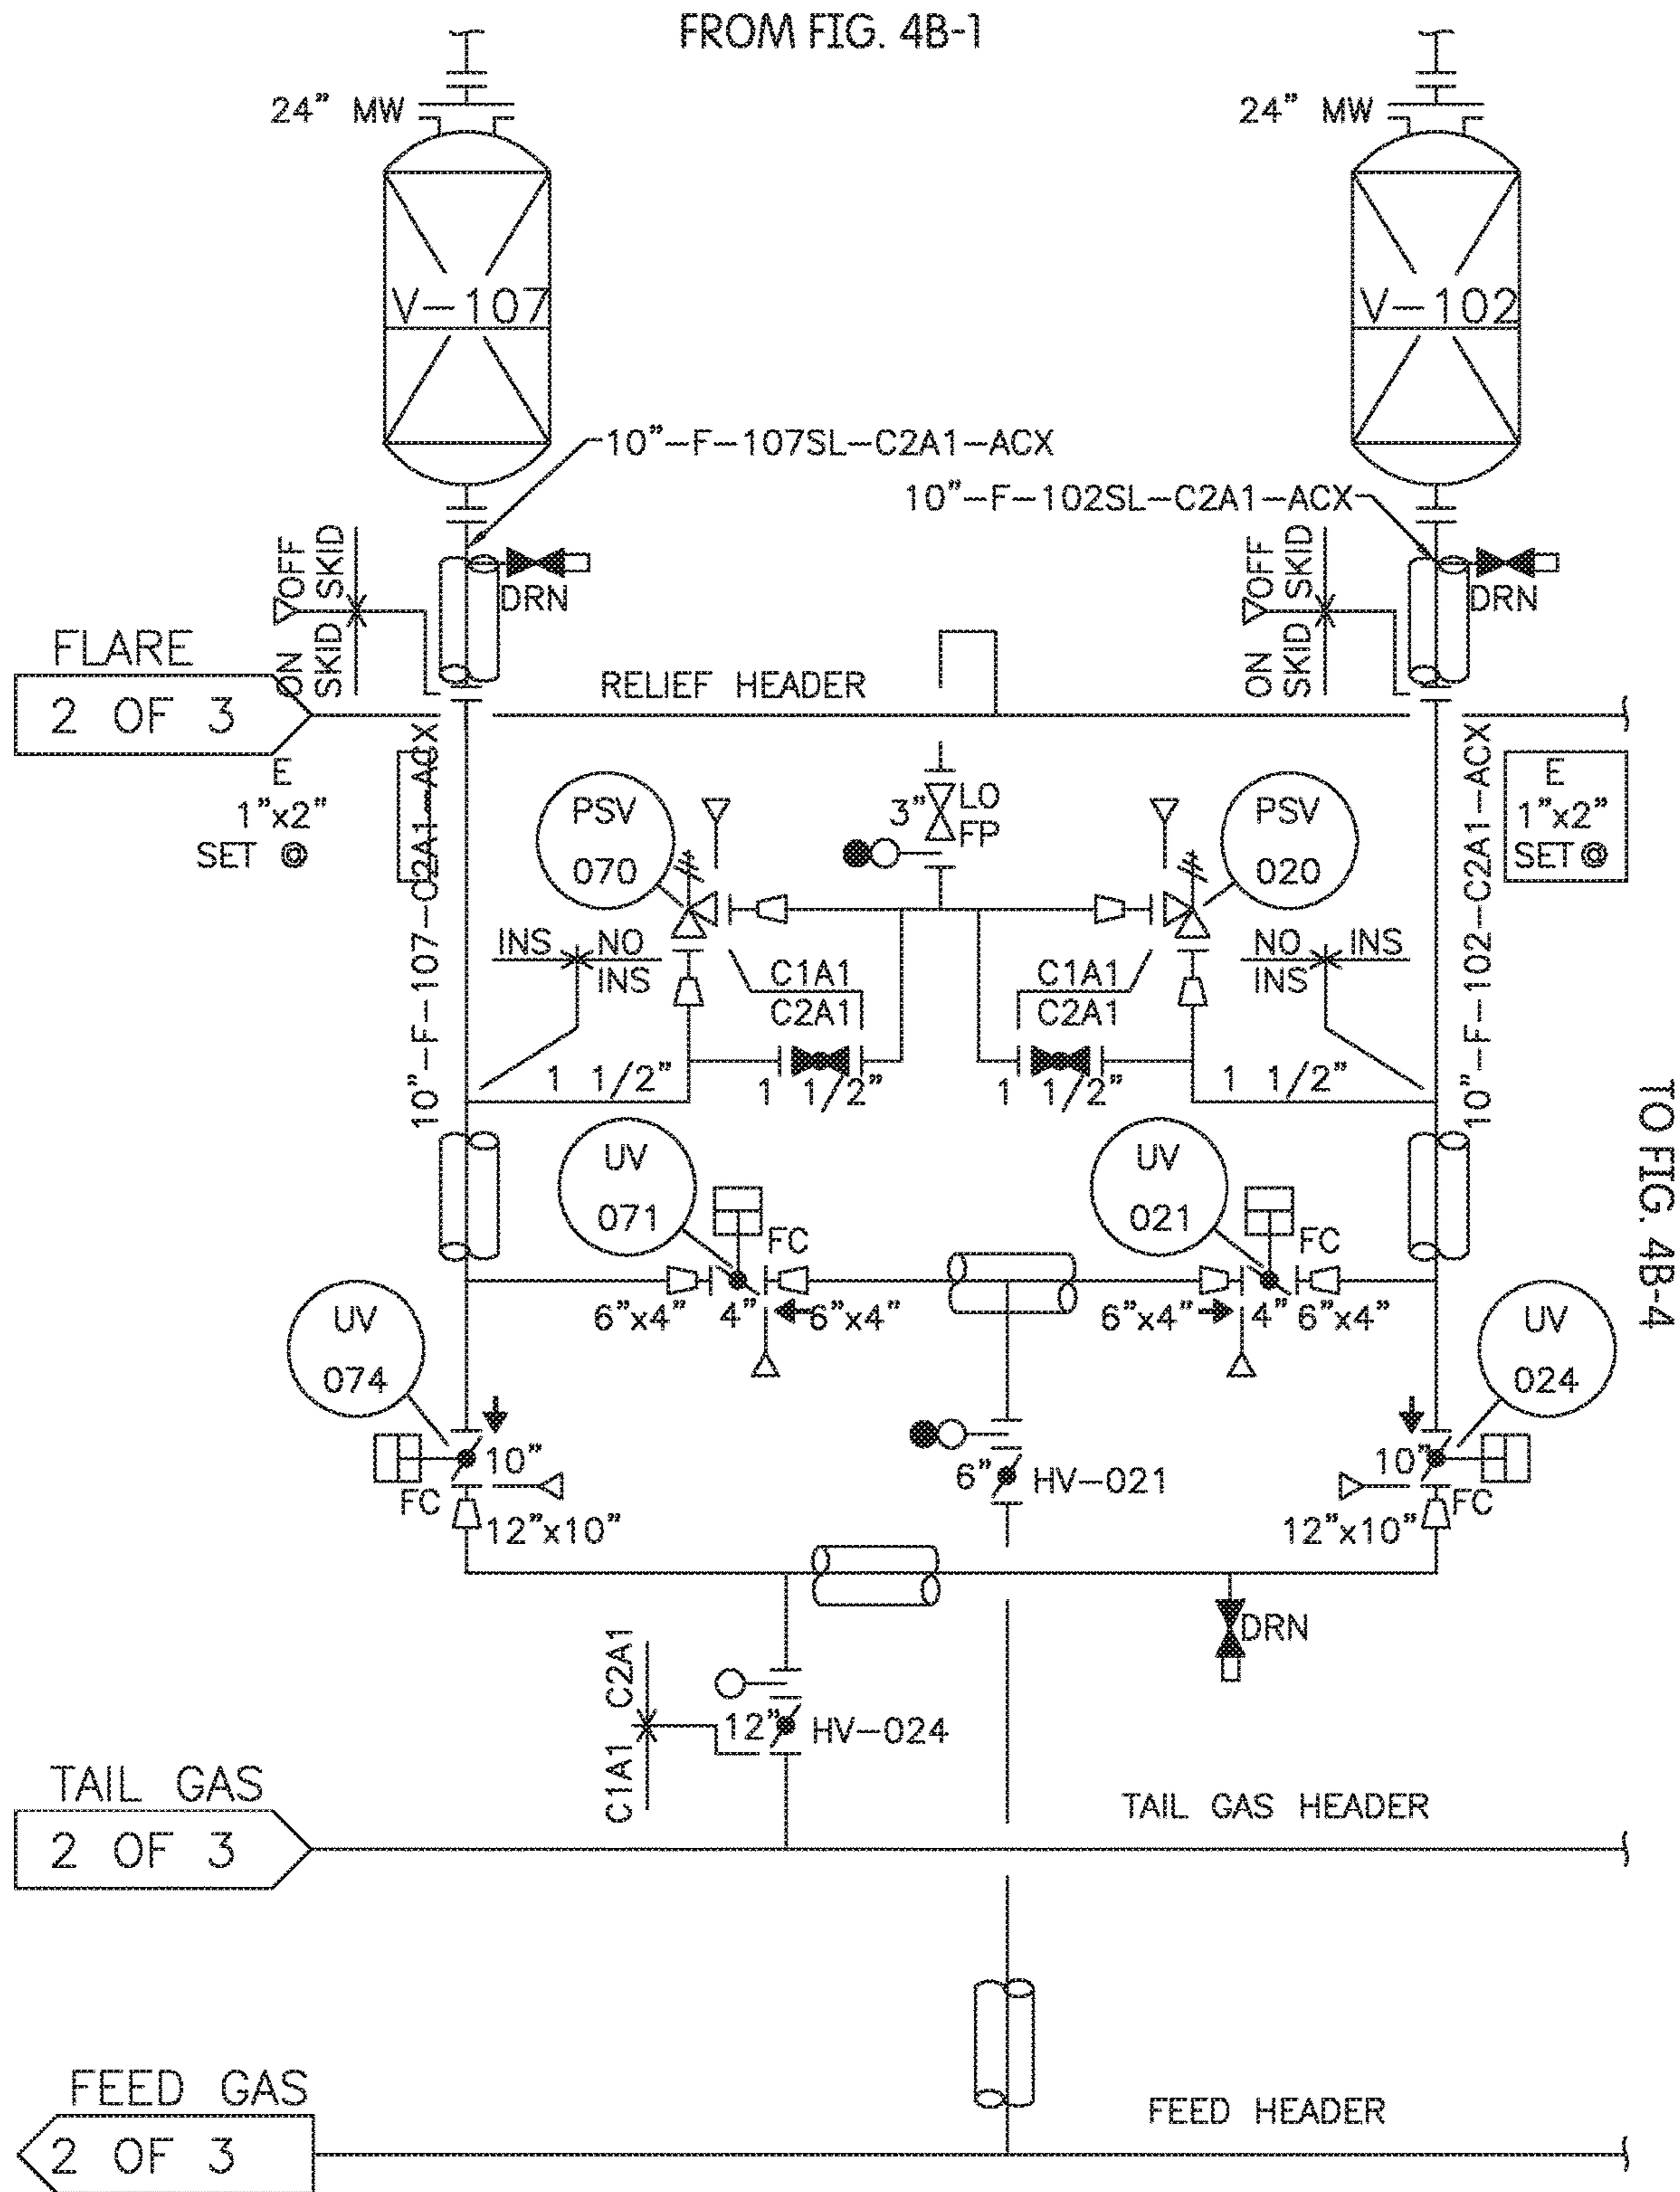 FROM FIG. 4B-1
24" MW
24" MW
V-107
V-102
10"-F-107SL-C2A1-ACX
10"-F-102SL-C2A1-ACX
OFF
SKID
ON
SKID
DRN
OFF
SKID
ON
SKID
DRN
FLARE
2 OF 3
RELIEF HEADER
E
1"x2"
SET @
10"-F-107-C2A1-ACX
PSV
070
3"
LO
FP
PSV
020
10"-F-102-C2A1-ACX
E
1"x2"
SET @
INS
NO
INS
C1A1
C2A1
C1A1
C2A1
NO
INS
INS
1 1/2"
1 1/2"
1 1/2"
1 1/2"
TO FIG. 4B-4
UV
071
FC
6"x4"
4"
6"x4"
UV
021
FC
6"x4"
4"
6"x4"
UV
074
10"
FC
12"x10"
6"
HV-021
UV
024
10"
FC
12"x10"
DRN
C2A1
C1A1
12"
HV-024
TAIL GAS
2 OF 3
TAIL GAS HEADER
FEED GAS
2 OF 3
FEED HEADER